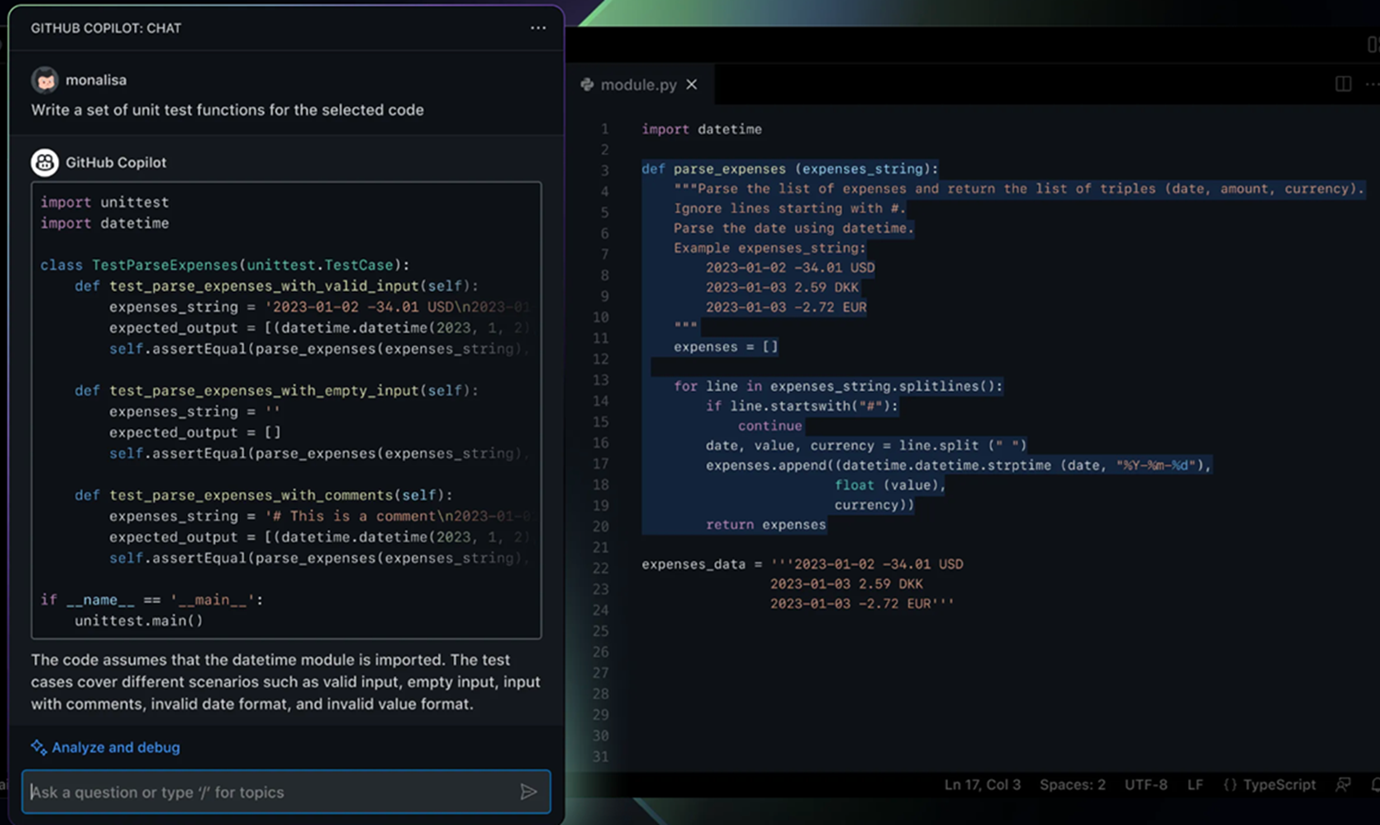 GITHUB COPILOT: CHAT
monalisa
Write a set of unit test functions for the selected code
GitHub Copilot
import unittest
import datetime
class TestParseExpenses(unittest.TestCase):
def test_parse_expenses_with_valid_input(self):
expenses_string = '2023-01-02 -34.01 USD\n2023-01
expected_output = [(datetime.datetime(2023, 1, 2)
self.assertEqual(parse_expenses(expenses_string),
def test_parse_expenses_with_empty_input(self):
expenses_string = ''
expected_output = []
self.assertEqual(parse_expenses(expenses_string),
def test_parse_expenses_with_comments(self):
expenses_string = '# This is a comment\n2023-01-0
expected_output = [(datetime.datetime(2023, 1, 2)
self.assertEqual(parse_expenses(expenses_string),
if __name__ == '__main__':
unittest.main()
The code assumes that the datetime module is imported. The test
cases cover different scenarios such as valid input, empty input, input
with comments, invalid date format, and invalid value format.
Analyze and debug
Ask a question or type '/' for topics
module.py
1 import datetime
2
3 def parse_expenses (expenses_string):
4 """Parse the list of expenses and return the list of triples (date, amount, currency).
5 Ignore lines starting with #.
6 Parse the date using datetime.
7 Example expenses_string:
8 2023-01-02 -34.01 USD
9 2023-01-03 2.59 DKK
10 2023-01-03 -2.72 EUR
11 """
12 expenses = []
13
14 for line in expenses_string.splitlines():
15 if line.startswith("#"):
16 continue
17 date, value, currency = line.split (" ")
18 expenses.append((datetime.datetime.strptime (date, "%Y-%m-%d"),
19 float (value),
20 currency))
21 return expenses
22
23 expenses_data = '''2023-01-02 -34.01 USD
24 2023-01-03 2.59 DKK
25 2023-01-03 -2.72 EUR'''
26
27
28
29
30
31
Ln 17, Col 3 Spaces: 2 UTF-8 LF {} TypeScript